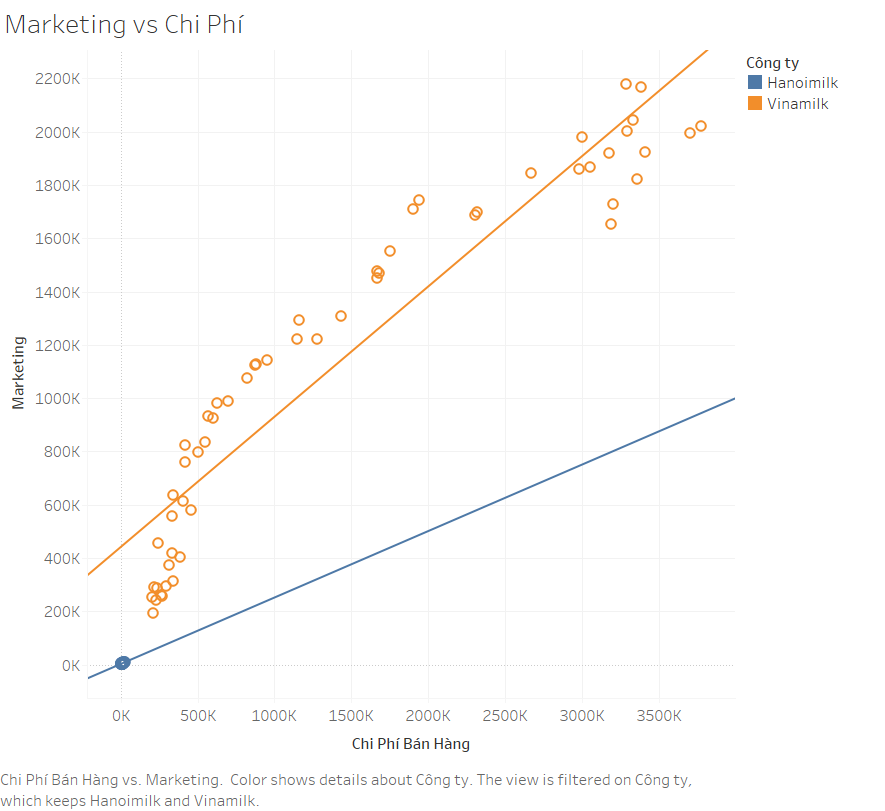 Marketing vs Chi Phí
Công ty
Hanoimilk
Vinamilk
2200K
2000K
1800K
1600K
1400K
1200K
1000K
800K
600K
400K
200K
0K
Marketing
0K 500K 1000K 1500K 2000K 2500K 3000K 3500K
Chi Phí Bán Hàng
Chi Phí Bán Hàng vs. Marketing. Color shows details about Công ty. The view is filtered on Công ty,
which keeps Hanoimilk and Vinamilk.